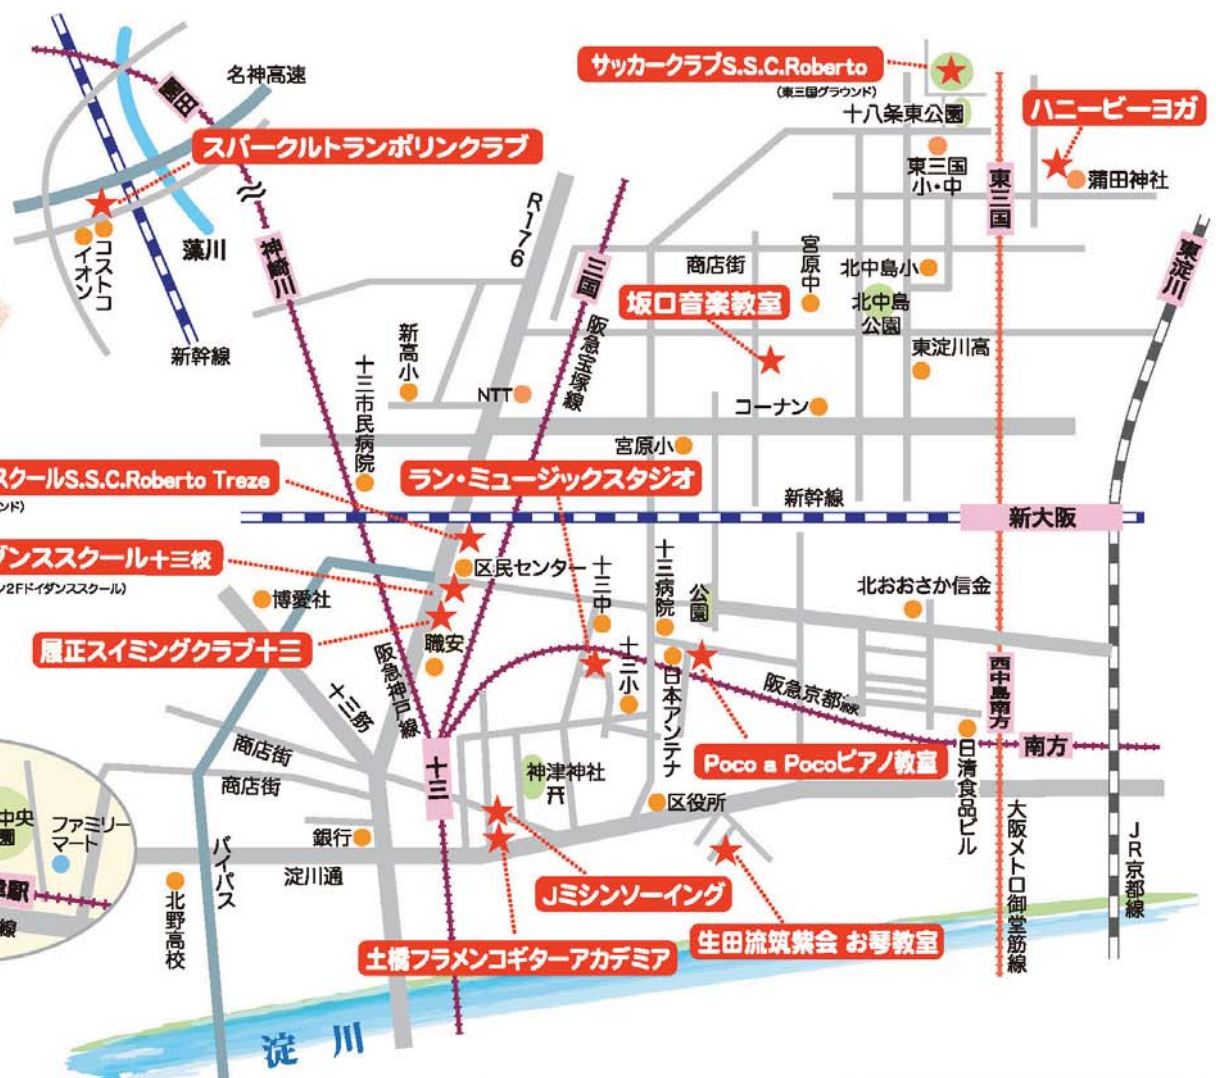 サッカークラブS.S.C.Roberto
(東三国グラウンド)
十八条東公園
ハニービーヨガ
名神高速
園田
スパークルトランポリンクラブ
東三国
小・中
東三国
蒲田神社
R176
藻川
コストコ
イオン
神崎川
三国
商店街
宮原中
北中島小
北中島
公園
東淀川
坂口音楽教室
新幹線
新高小
阪急宝塚線
東淀川高
十三市民病院
NTT
コーナン
宮原小
スクールS.S.C.Roberto Treze
ンド)
ラン・ミュージックスタジオ
新幹線
新大阪
ダンススクール十三校
ン2Fドイダンススクール)
区民センター
十三中
十三病院
公園
北おおさか信金
博愛社
履正スイミングクラブ十三
職安
阪急神戸線
十三筋
十三小
日本アンテナ
阪急京都線
西中島南方
南方
商店街
商店街
十三
神津神社
Poco a Pocoピアノ教室
日清食品ビル
区役所
中央
園
ファミリー
マート
バイパス
銀行
淀川通
大阪メトロ御堂筋線
JR京都線
駅
線
北野高校
Jミシンソーイング
土橋フラメンコギターアカデミア
生田流筑紫会 お琴教室
淀川